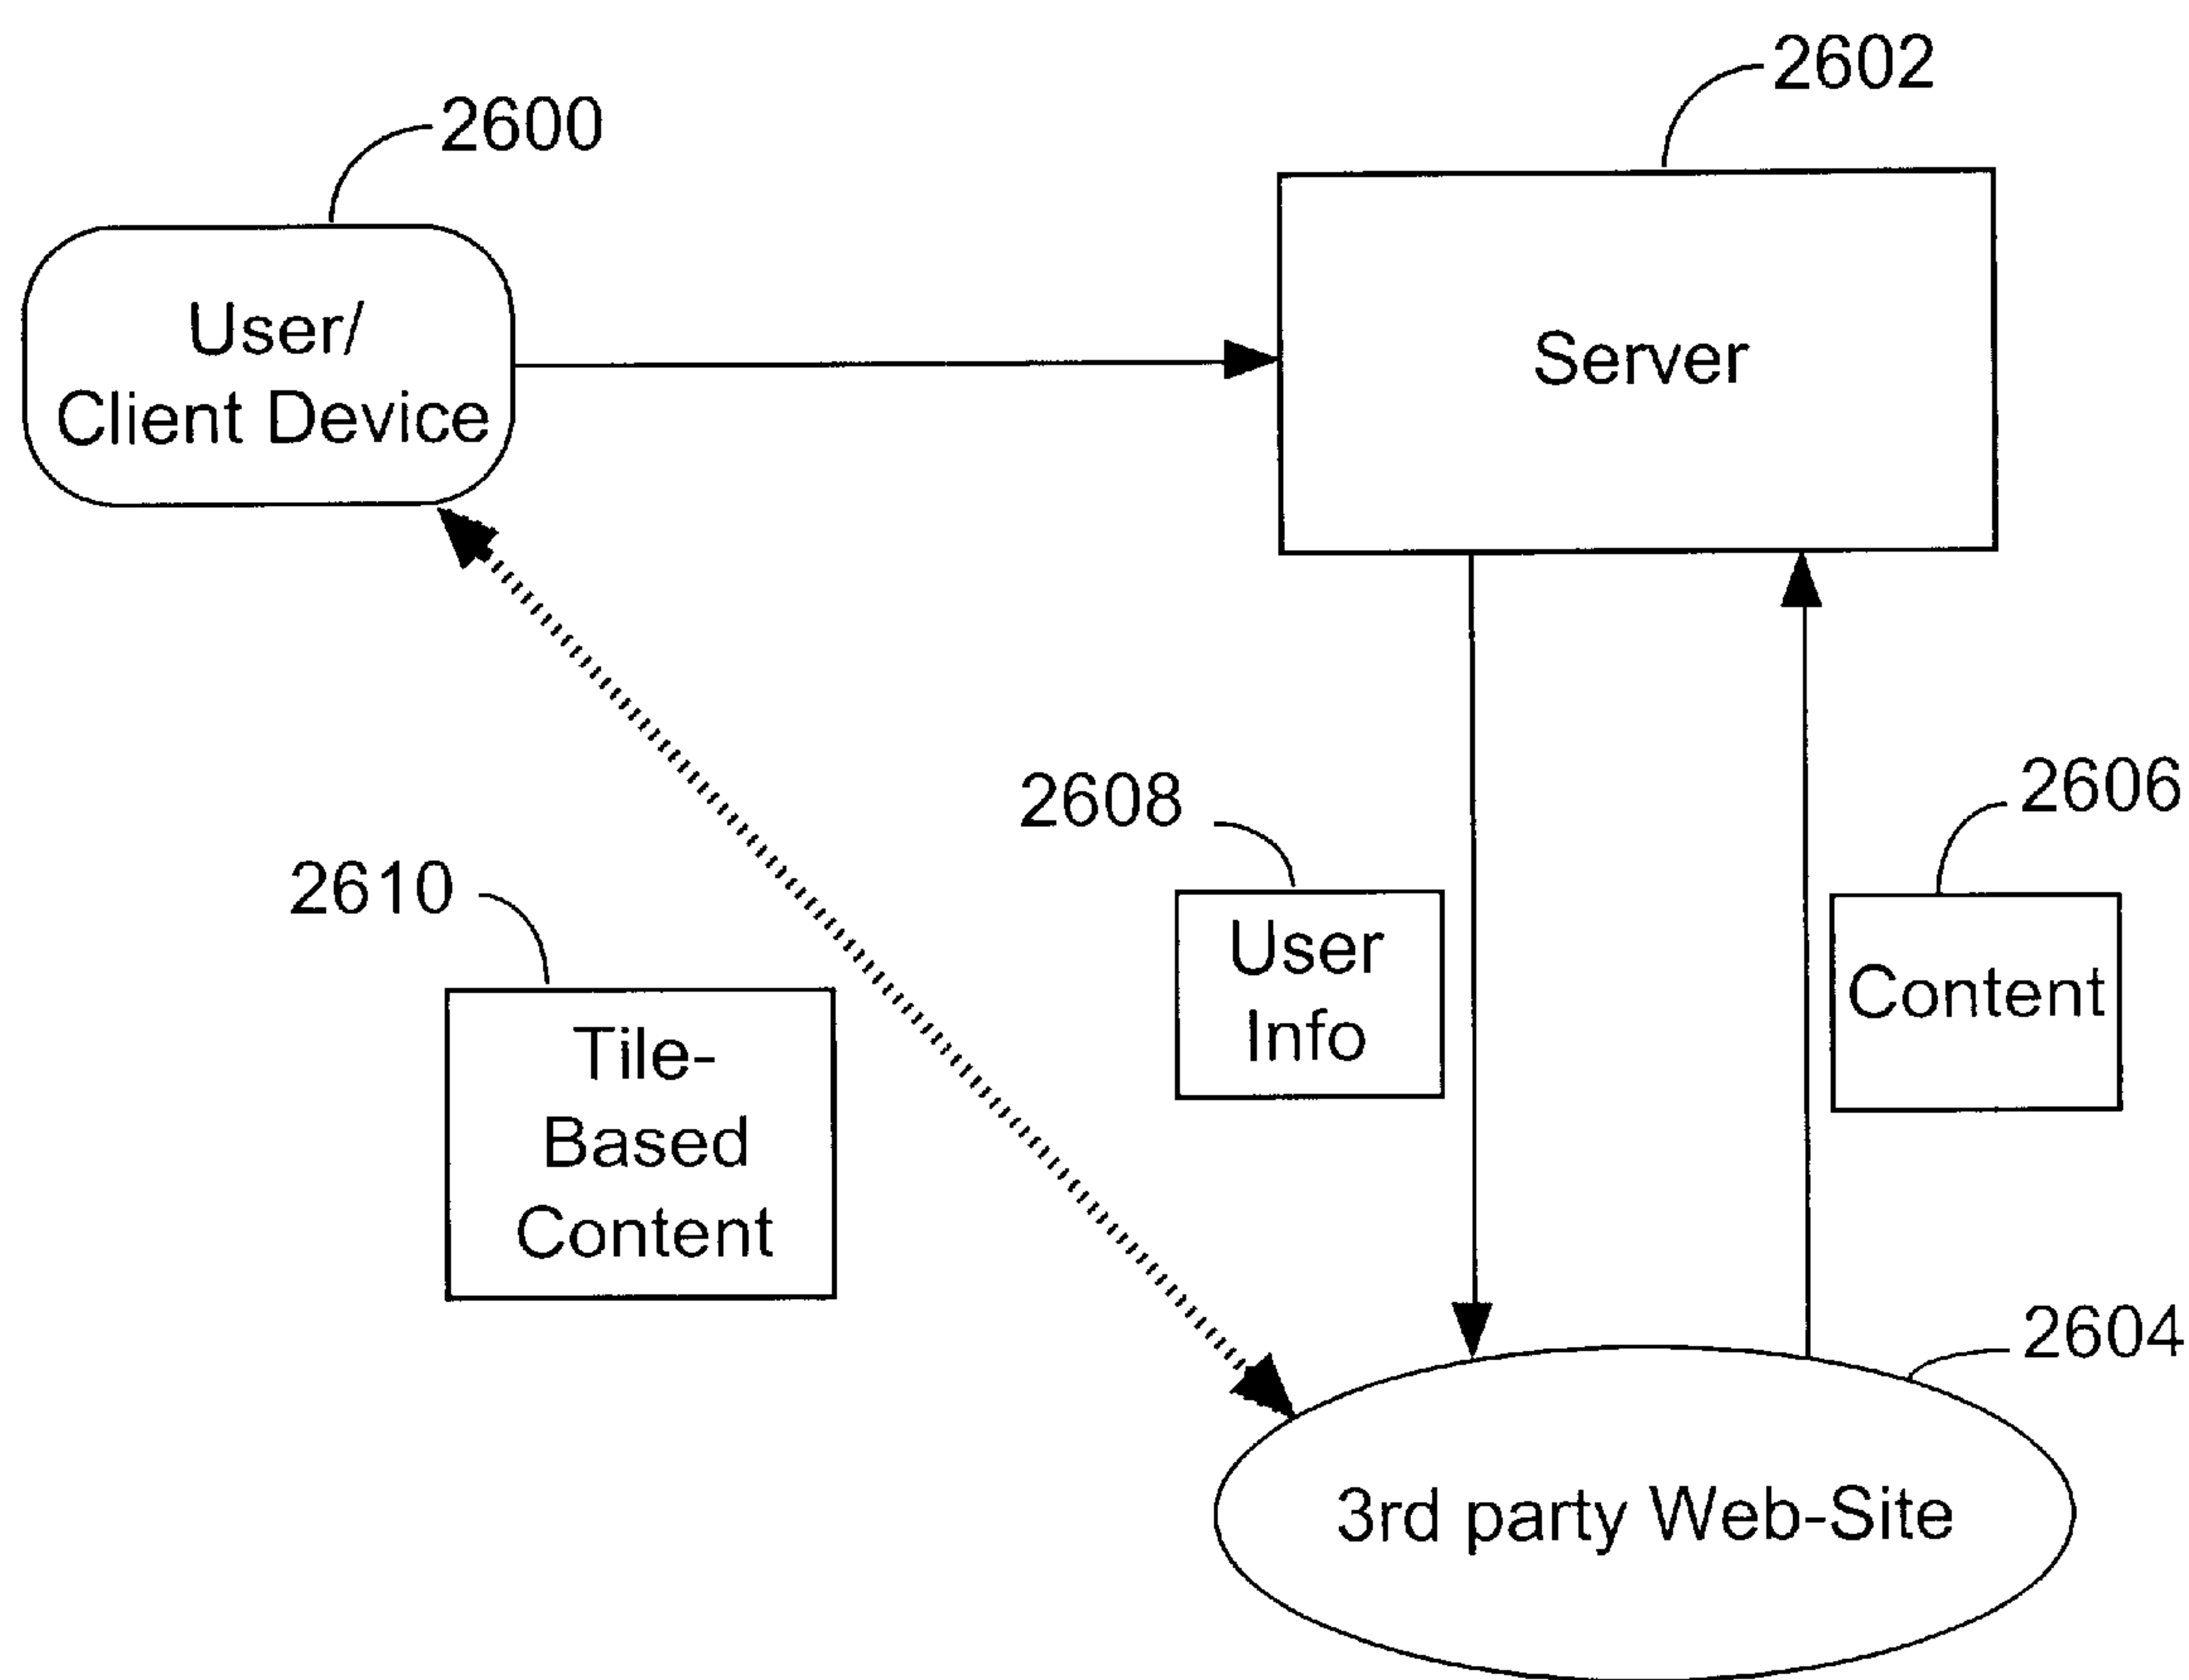 2602
2600
User/
Client Device
Server
2608
2606
2610
User
Info
Content
Tile-
Based
Content
2604
3rd party Web-Site